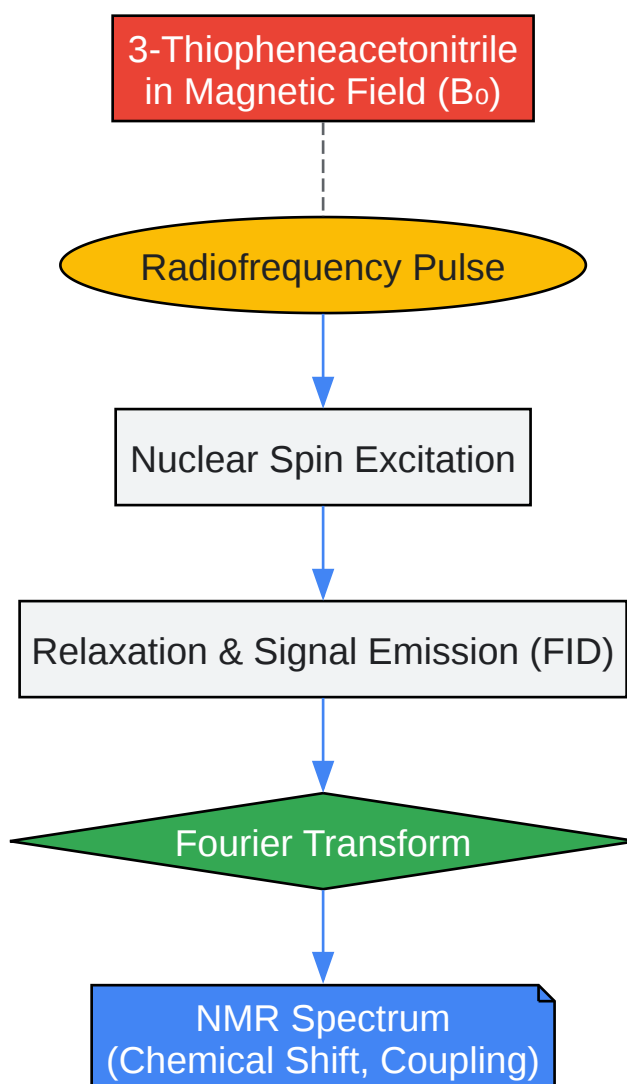 3-Thiopheneacetonitrile
in Magnetic Field (B₀)
Radiofrequency Pulse
Nuclear Spin Excitation
Relaxation & Signal Emission (FID)
Fourier Transform
NMR Spectrum
(Chemical Shift, Coupling)